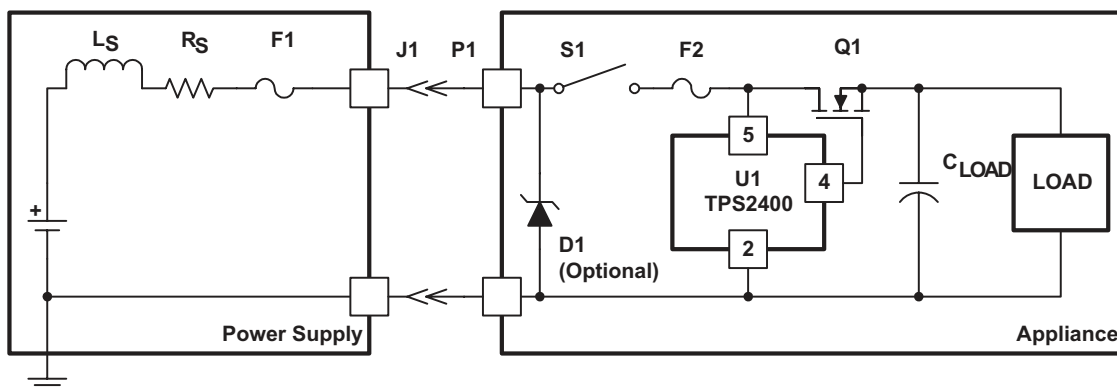 LS
RS
F1
J1
P1
S1
F2
Q1
+
5
U1
TPS2400
4
CLOAD
LOAD
2
D1
(Optional)
Power Supply
Appliance